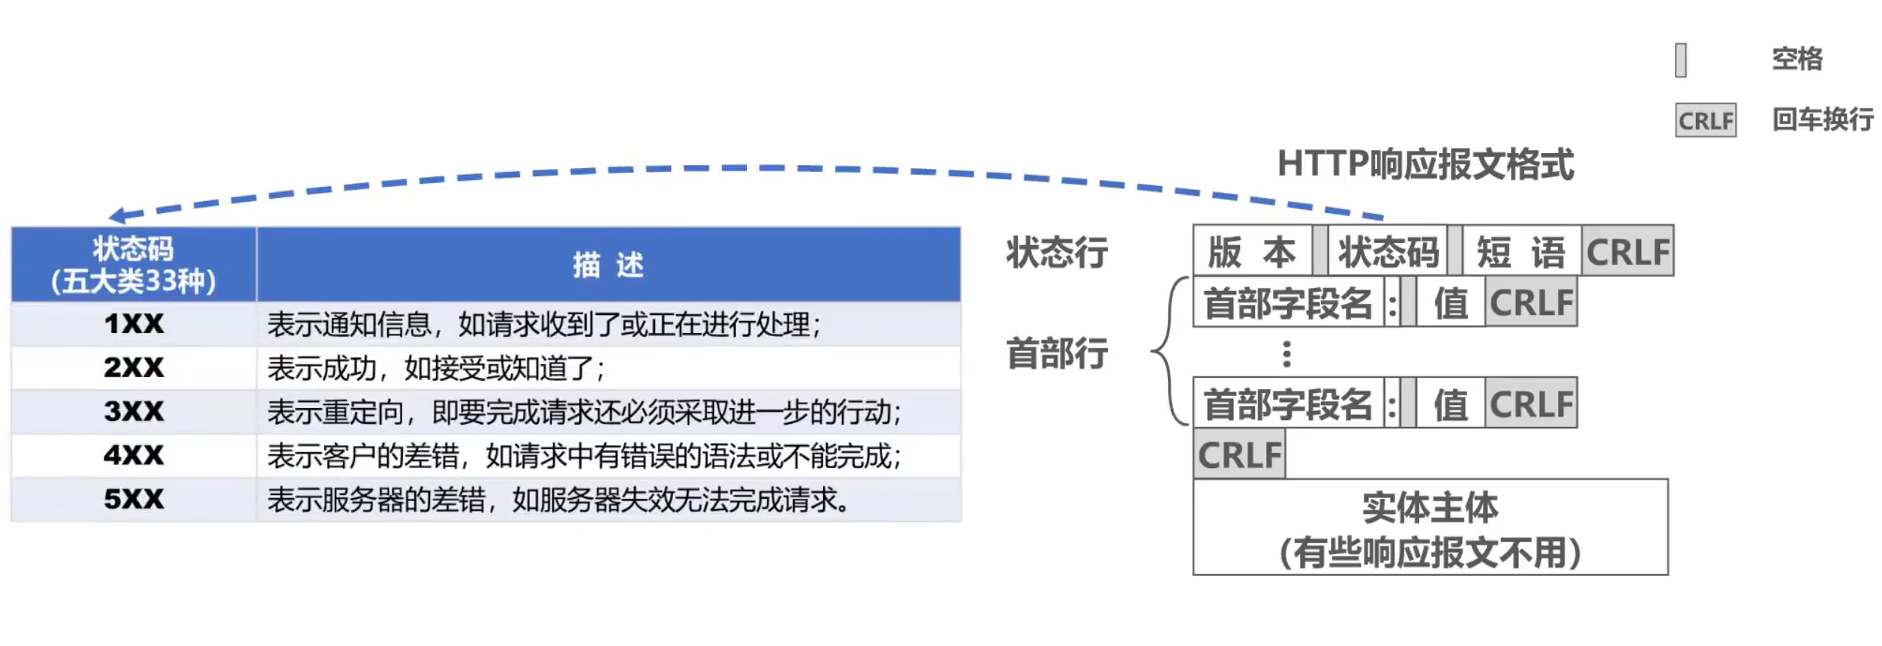 空格
CRLF 回车换行
HTTP响应报文格式
状态码
(五大类33种)
描 述
1XX 表示通知信息，如请求收到了或正在进行处理；
2XX 表示成功，如接受或知道了；
3XX 表示重定向，即要完成请求还必须采取进一步的行动；
4XX 表示客户的差错，如请求中有错误的语法或不能完成；
5XX 表示服务器的差错，如服务器失效无法完成请求。
状态行 版 本 状态码 短 语 CRLF
首部字段名 : 值 CRLF
首部行
⋮
首部字段名 : 值 CRLF
CRLF
实体主体
(有些响应报文不用)